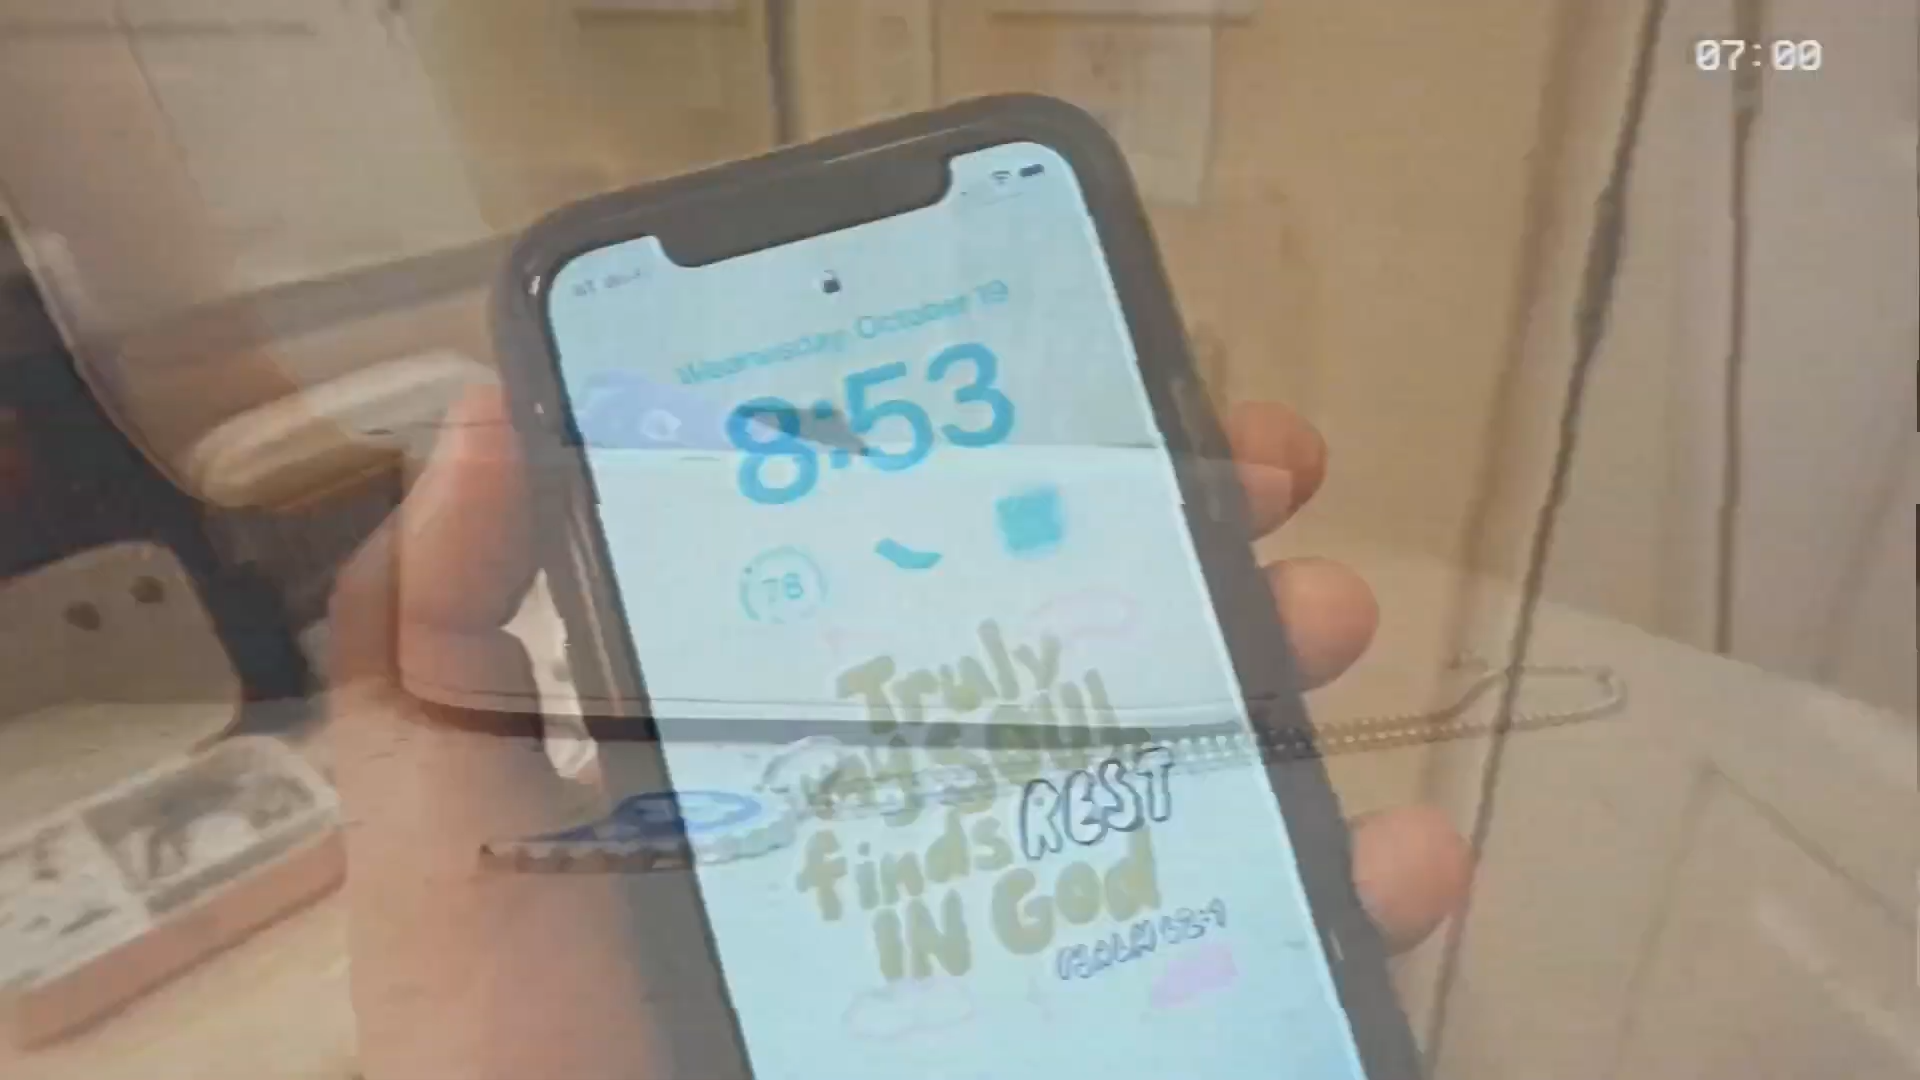 07:00
Wednesday October 19
8:53
78
Truly
my soul
finds REST
IN GOD